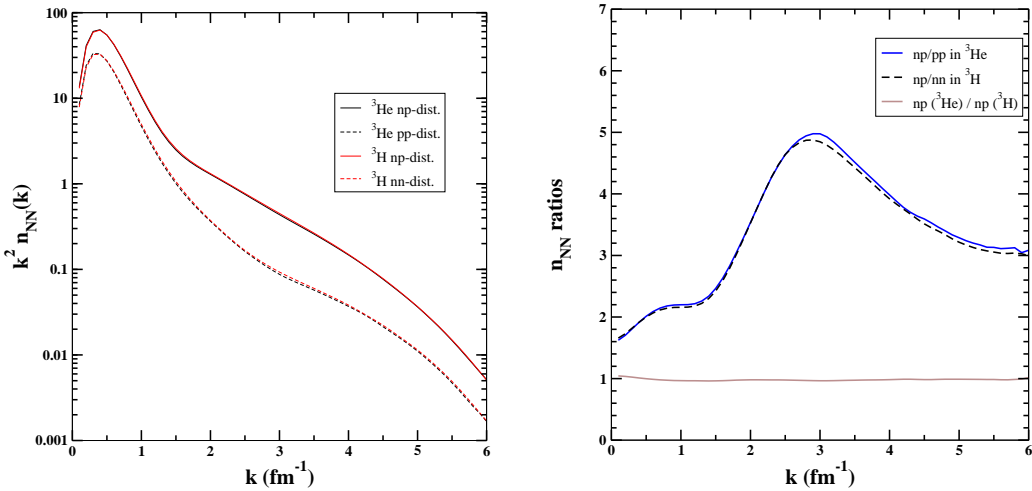 100
10
1
0.1
0.01
0.001
k² n_NN(k)
³He np-dist.
³He pp-dist.
³H np-dist.
³H nn-dist.
0 1 2 3 4 5 6
k (fm⁻¹)
7
6
5
4
3
2
1
0
n_NN ratios
np/pp in ³He
np/nn in ³H
np (³He) / np (³H)
0 1 2 3 4 5 6
k (fm⁻¹)